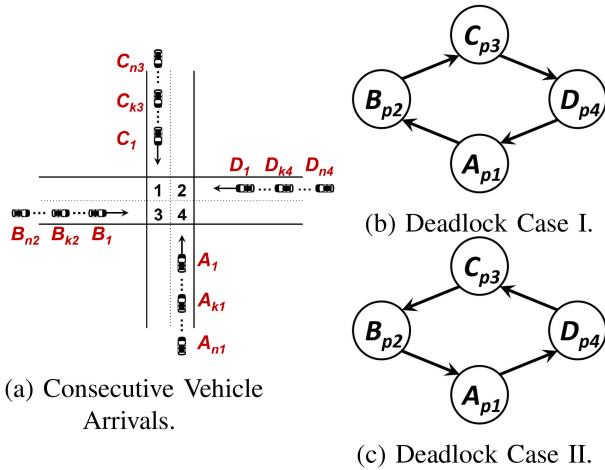 C_{n3}
C_{k3}
C_1
D_1 D_{k4} D_{n4}
1 2
3 4
B_{n2} B_{k2} B_1
A_1
A_{k1}
A_{n1}
(a) Consecutive Vehicle
Arrivals.
C_{p3}
B_{p2} D_{p4}
A_{p1}
(b) Deadlock Case I.
C_{p3}
B_{p2} D_{p4}
A_{p1}
(c) Deadlock Case II.